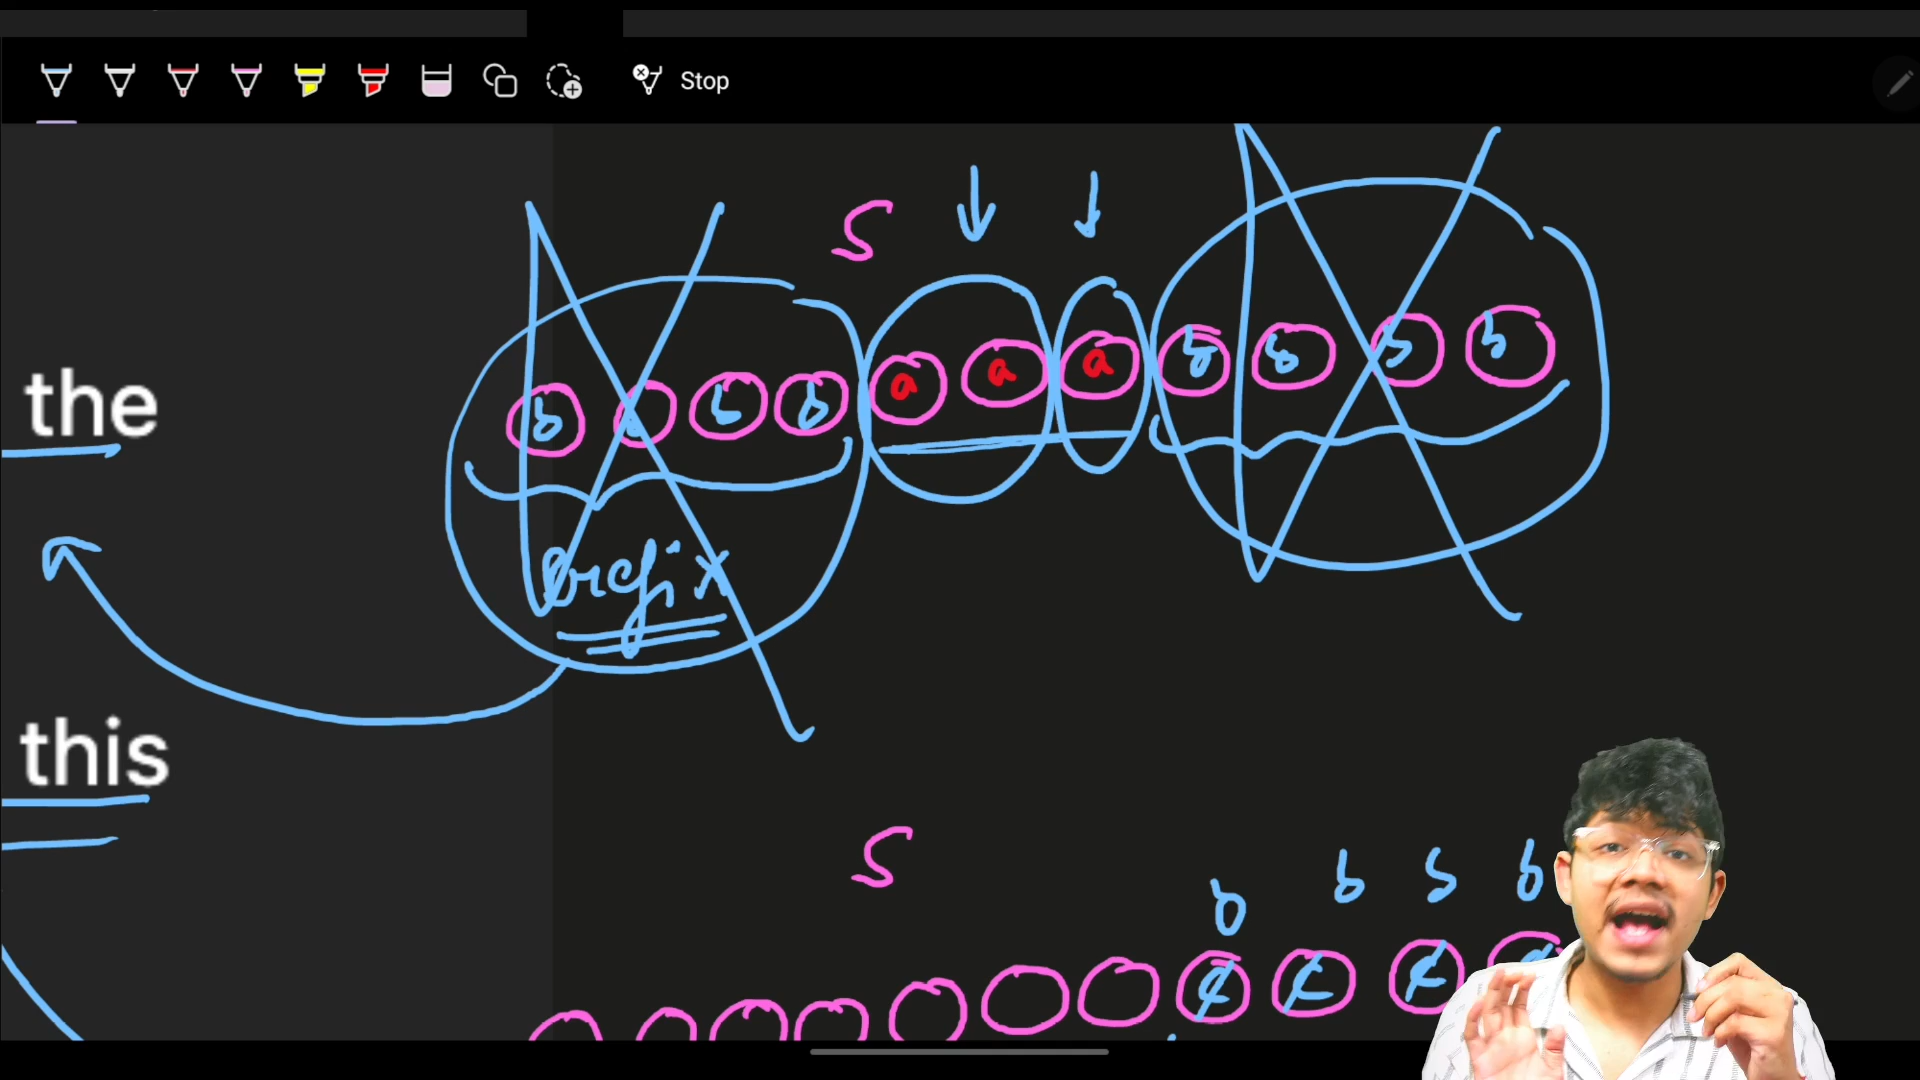 Stop
S
b b b a a a b b b b
the
prefix
this
S
b b b b
¢ ¢ ¢ ¢